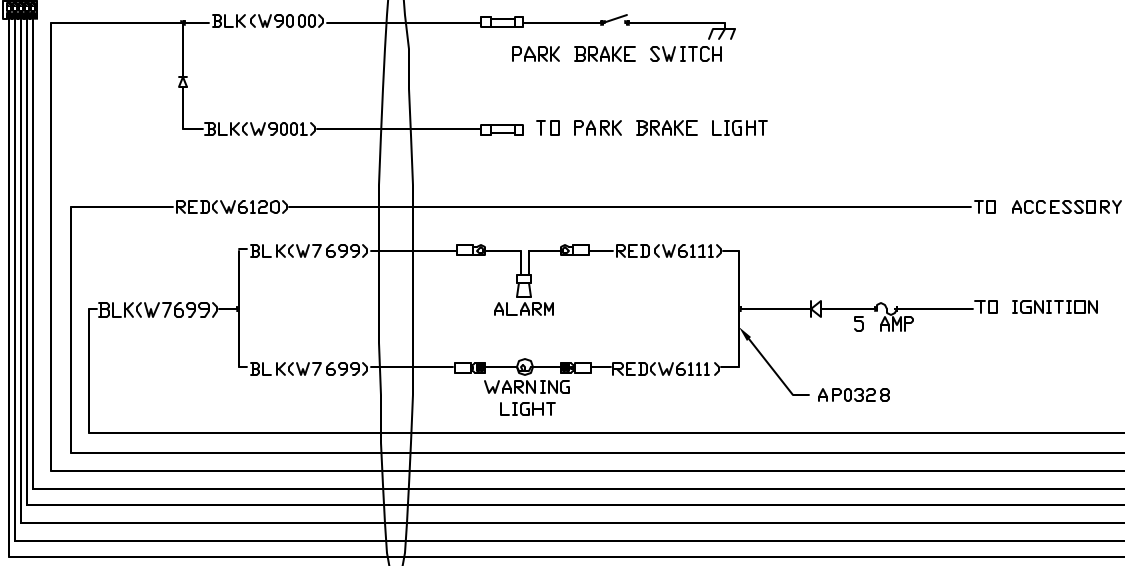 BLK(W9000)
PARK BRAKE SWITCH
BLK(W9001)
TO PARK BRAKE LIGHT
RED(W6120)
TO ACCESSORY
BLK(W7699)
RED(W6111)
ALARM
BLK(W7699)
TO IGNITION
5 AMP
BLK(W7699)
RED(W6111)
WARNING
LIGHT
AP0328